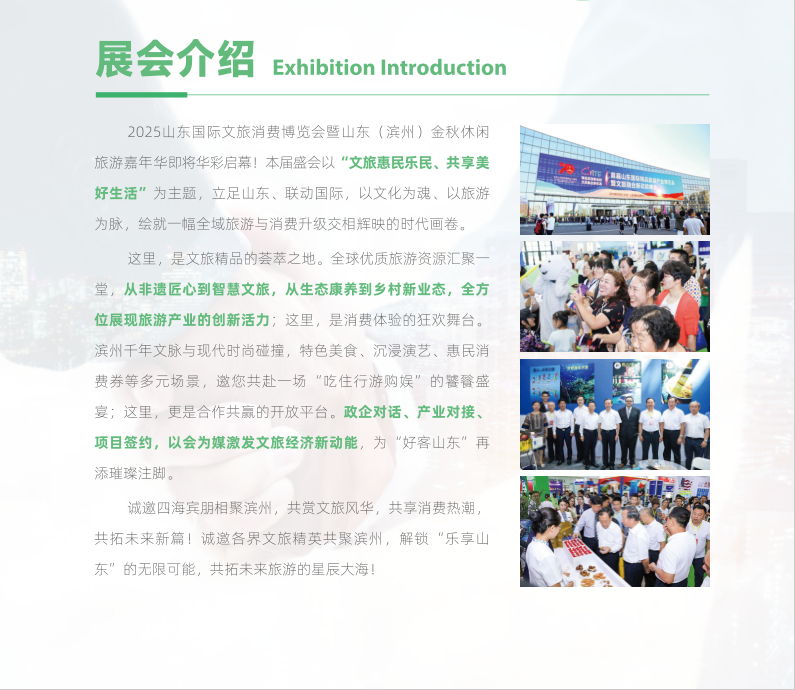 展会介绍 Exhibition Introduction
2025山东国际文旅消费博览会暨山东（滨州）金秋休闲
旅游嘉年华即将华彩启幕！本届盛会以“文旅惠民乐民、共享美
好生活”为主题，立足山东、联动国际，以文化为魂、以旅游
为脉，绘就一幅全域旅游与消费升级交相辉映的时代画卷。
这里，是文旅精品的荟萃之地。全球优质旅游资源汇聚一
堂，从非遗匠心到智慧文旅，从生态康养到乡村新业态，全方
位展现旅游产业的创新活力；这里，是消费体验的狂欢舞台。
滨州千年文脉与现代时尚碰撞，特色美食、沉浸演艺、惠民消
费券等多元场景，邀您共赴一场“吃住行游购娱”的饕餮盛
宴；这里，更是合作共赢的开放平台。政企对话、产业对接、
项目签约，以会为媒激发文旅经济新动能，为“好客山东”再
添璀璨注脚。
诚邀四海宾朋相聚滨州，共赏文旅风华，共享消费热潮，
共拓未来新篇！诚邀各界文旅精英共聚滨州，解锁“乐享山
东”的无限可能，共拓未来旅游的星辰大海！